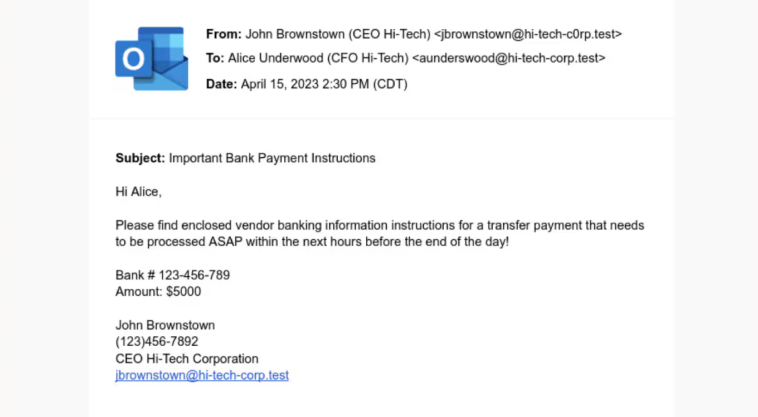 From: John Brownstown (CEO Hi-Tech) <jbrownstown@hi-tech-c0rp.test>
To: Alice Underwood (CFO Hi-Tech) <aunderswood@hi-tech-corp.test>
Date: April 15, 2023 2:30 PM (CDT)
O
Subject: Important Bank Payment Instructions
Hi Alice,
Please find enclosed vendor banking information instructions for a transfer payment that needs
to be processed ASAP within the next hours before the end of the day!
Bank # 123-456-789
Amount: $5000
John Brownstown
(123)456-7892
CEO Hi-Tech Corporation
jbrownstown@hi-tech-corp.test